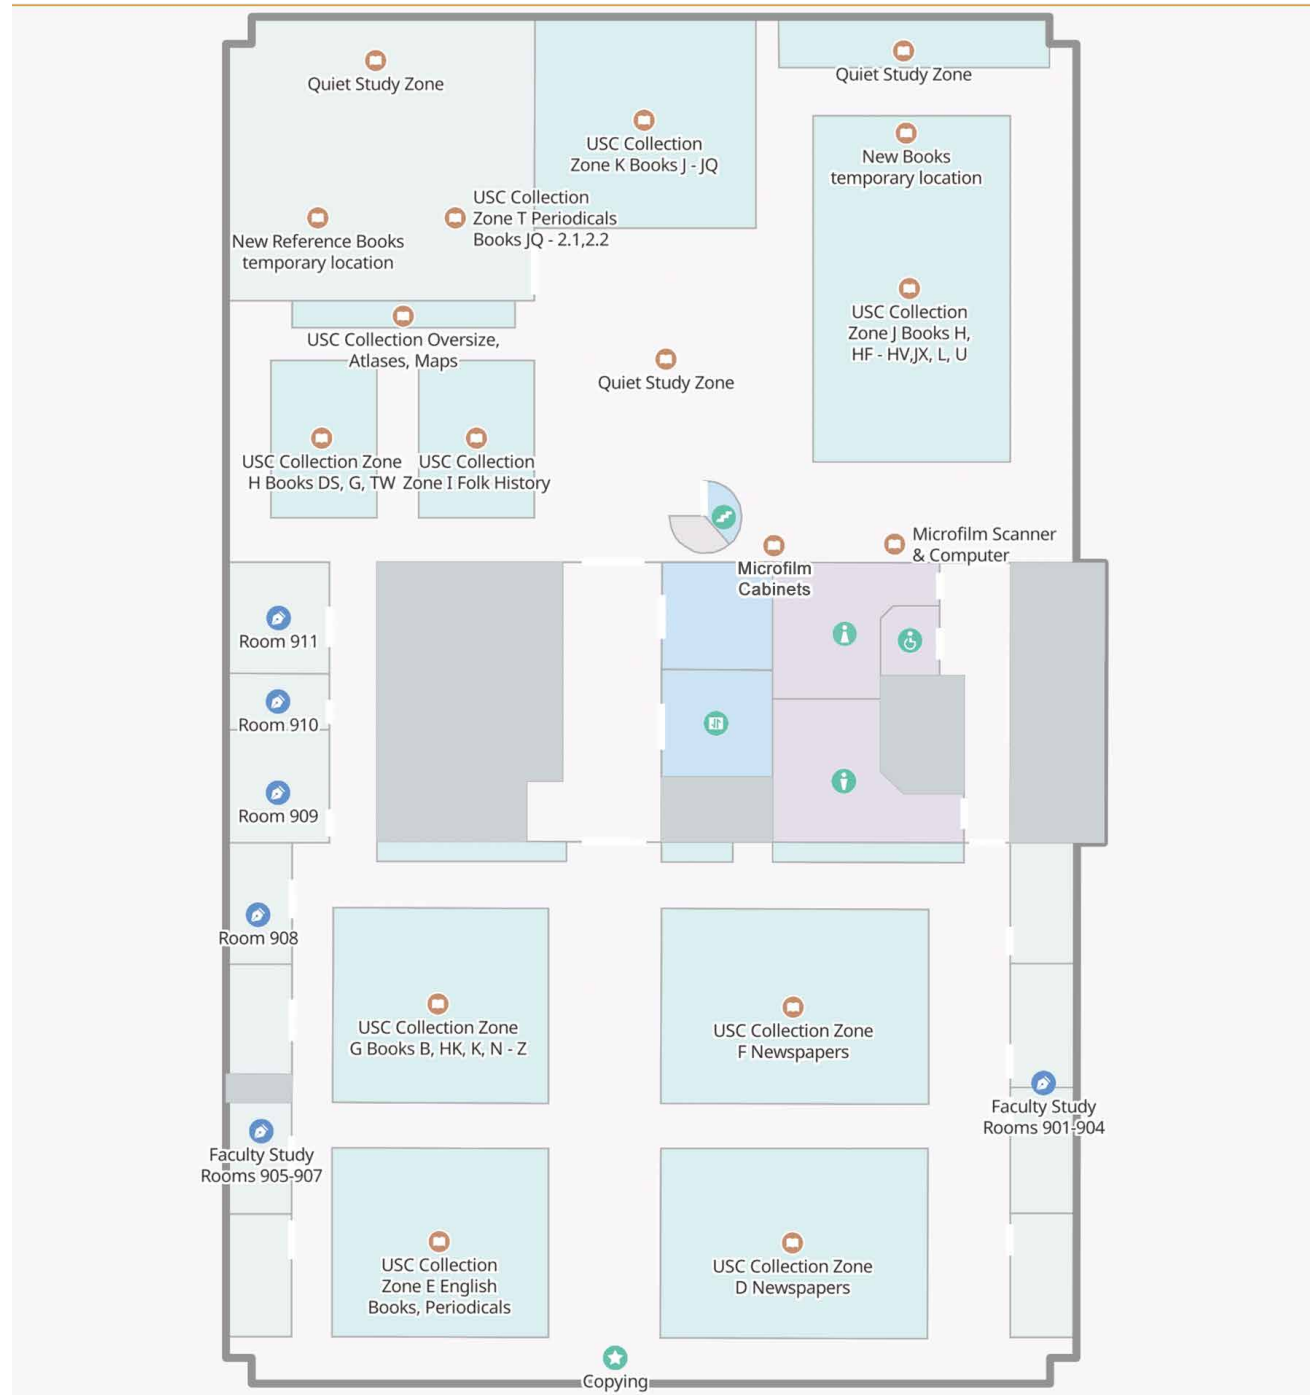 Quiet Study Zone
Quiet Study Zone
USC Collection
Zone K Books J - JQ
New Books
temporary location
USC Collection
Zone T Periodicals
Books JQ - 2.1,2.2
New Reference Books
temporary location
USC Collection
Zone J Books H,
HF - HV,JX, L, U
USC Collection Oversize,
Atlases, Maps
Quiet Study Zone
USC Collection Zone
H Books DS, G, TW
USC Collection
Zone I Folk History
Microfilm Scanner
& Computer
Microfilm
Cabinets
Room 911
Room 910
Room 909
Room 908
USC Collection Zone
G Books B, HK, K, N - Z
USC Collection Zone
F Newspapers
Faculty Study
Rooms 901-904
Faculty Study
Rooms 905-907
USC Collection
Zone E English
Books, Periodicals
USC Collection Zone
D Newspapers
Copying